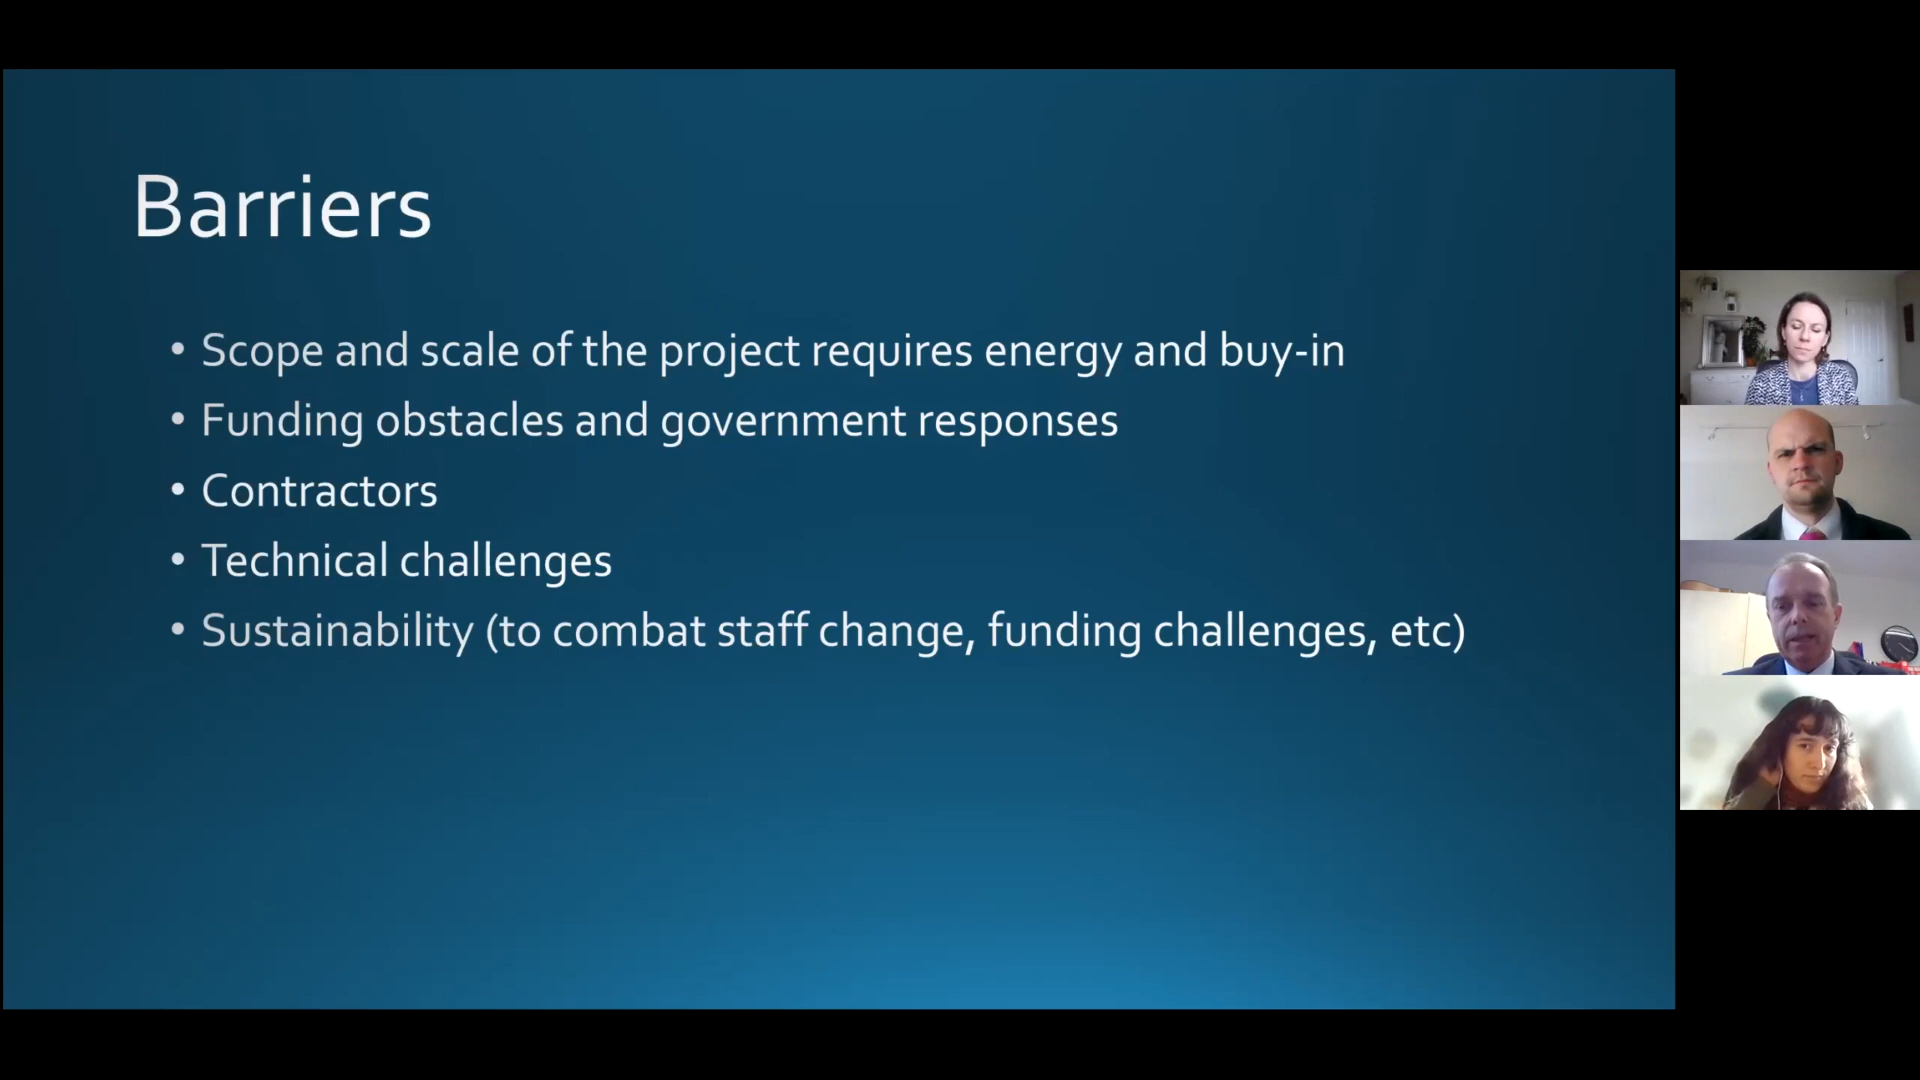 Barriers
• Scope and scale of the project requires energy and buy-in
• Funding obstacles and government responses
• Contractors
• Technical challenges
• Sustainability (to combat staff change, funding challenges, etc)